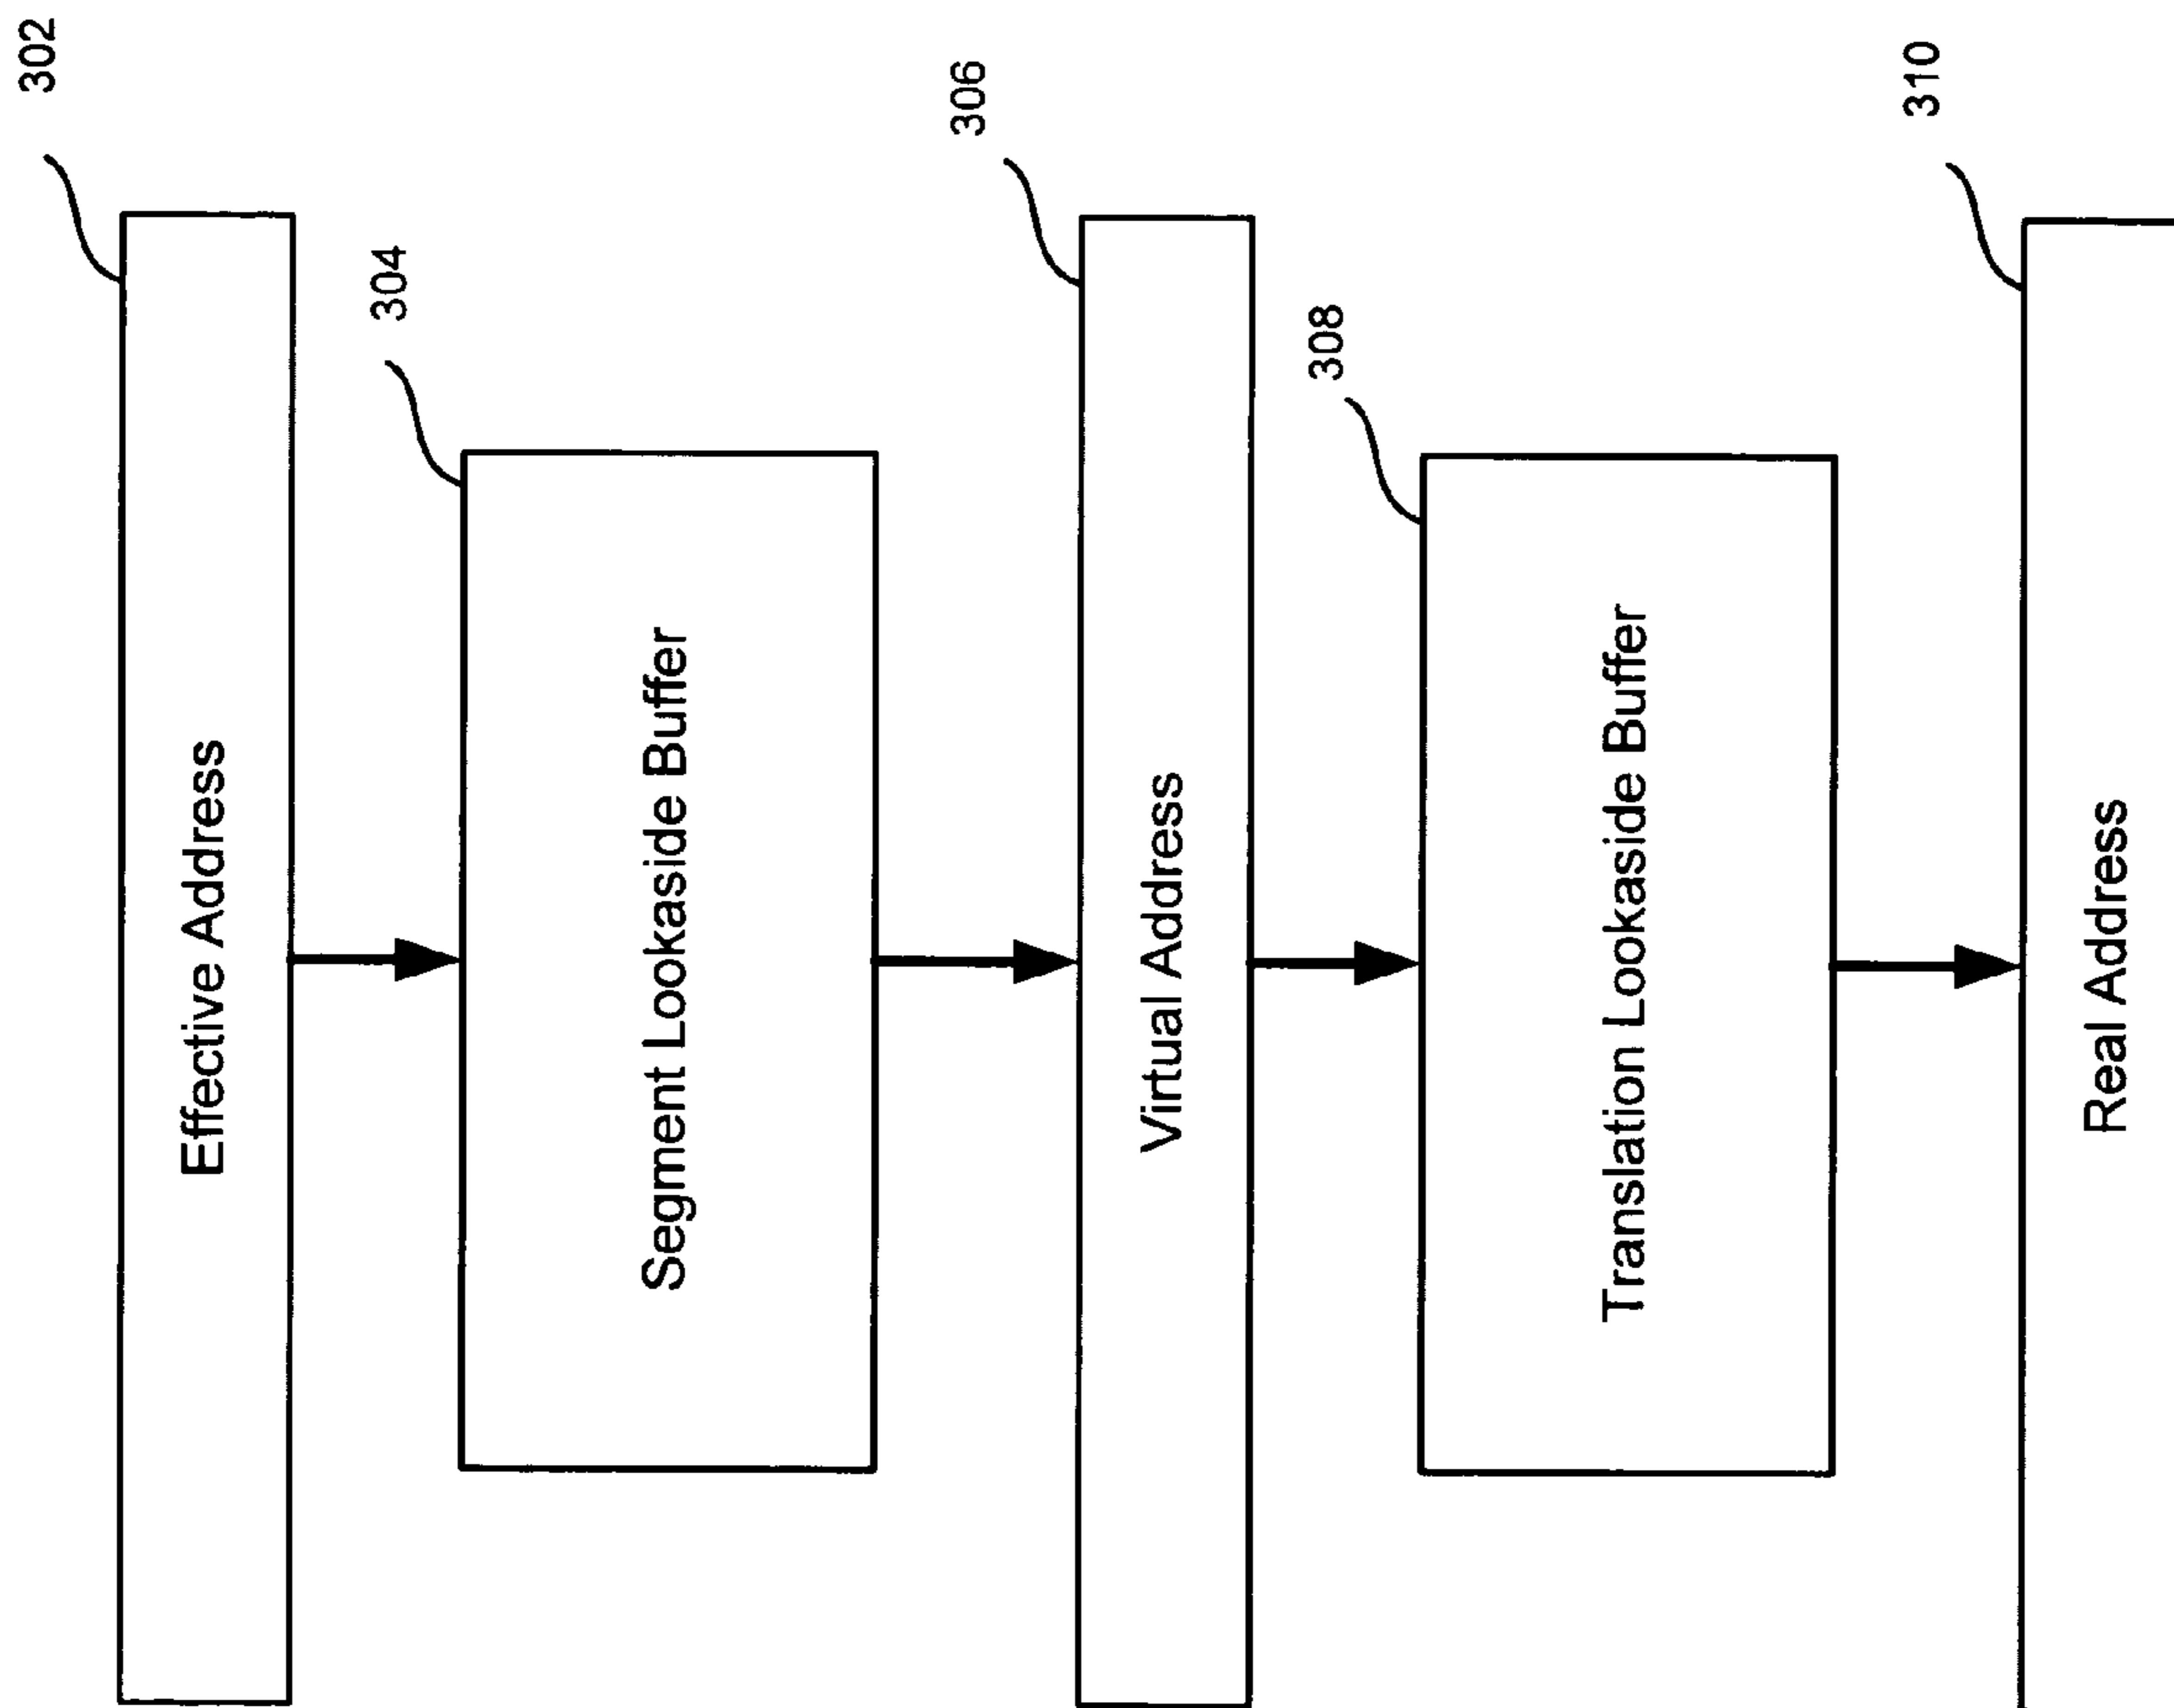 302
Effective Address
304
Segment Lookaside Buffer
306
Virtual Address
308
Translation Lookaside Buffer
310
Real Address